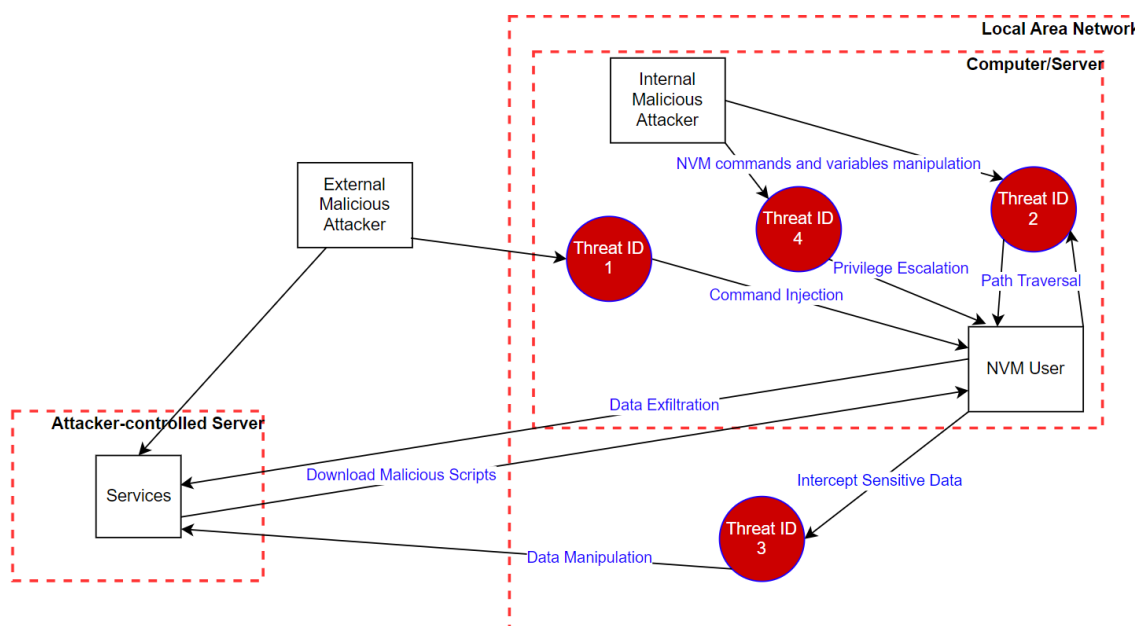 Local Area Network
Computer/Server
Internal
Malicious
Attacker
NVM commands and variables manipulation
External
Malicious
Attacker
Threat ID
2
Threat ID
4
Threat ID
1
Privilege Escalation
Path Traversal
Command Injection
NVM User
Data Exfiltration
Attacker-controlled Server
Download Malicious Scripts
Intercept Sensitive Data
Services
Threat ID
3
Data Manipulation